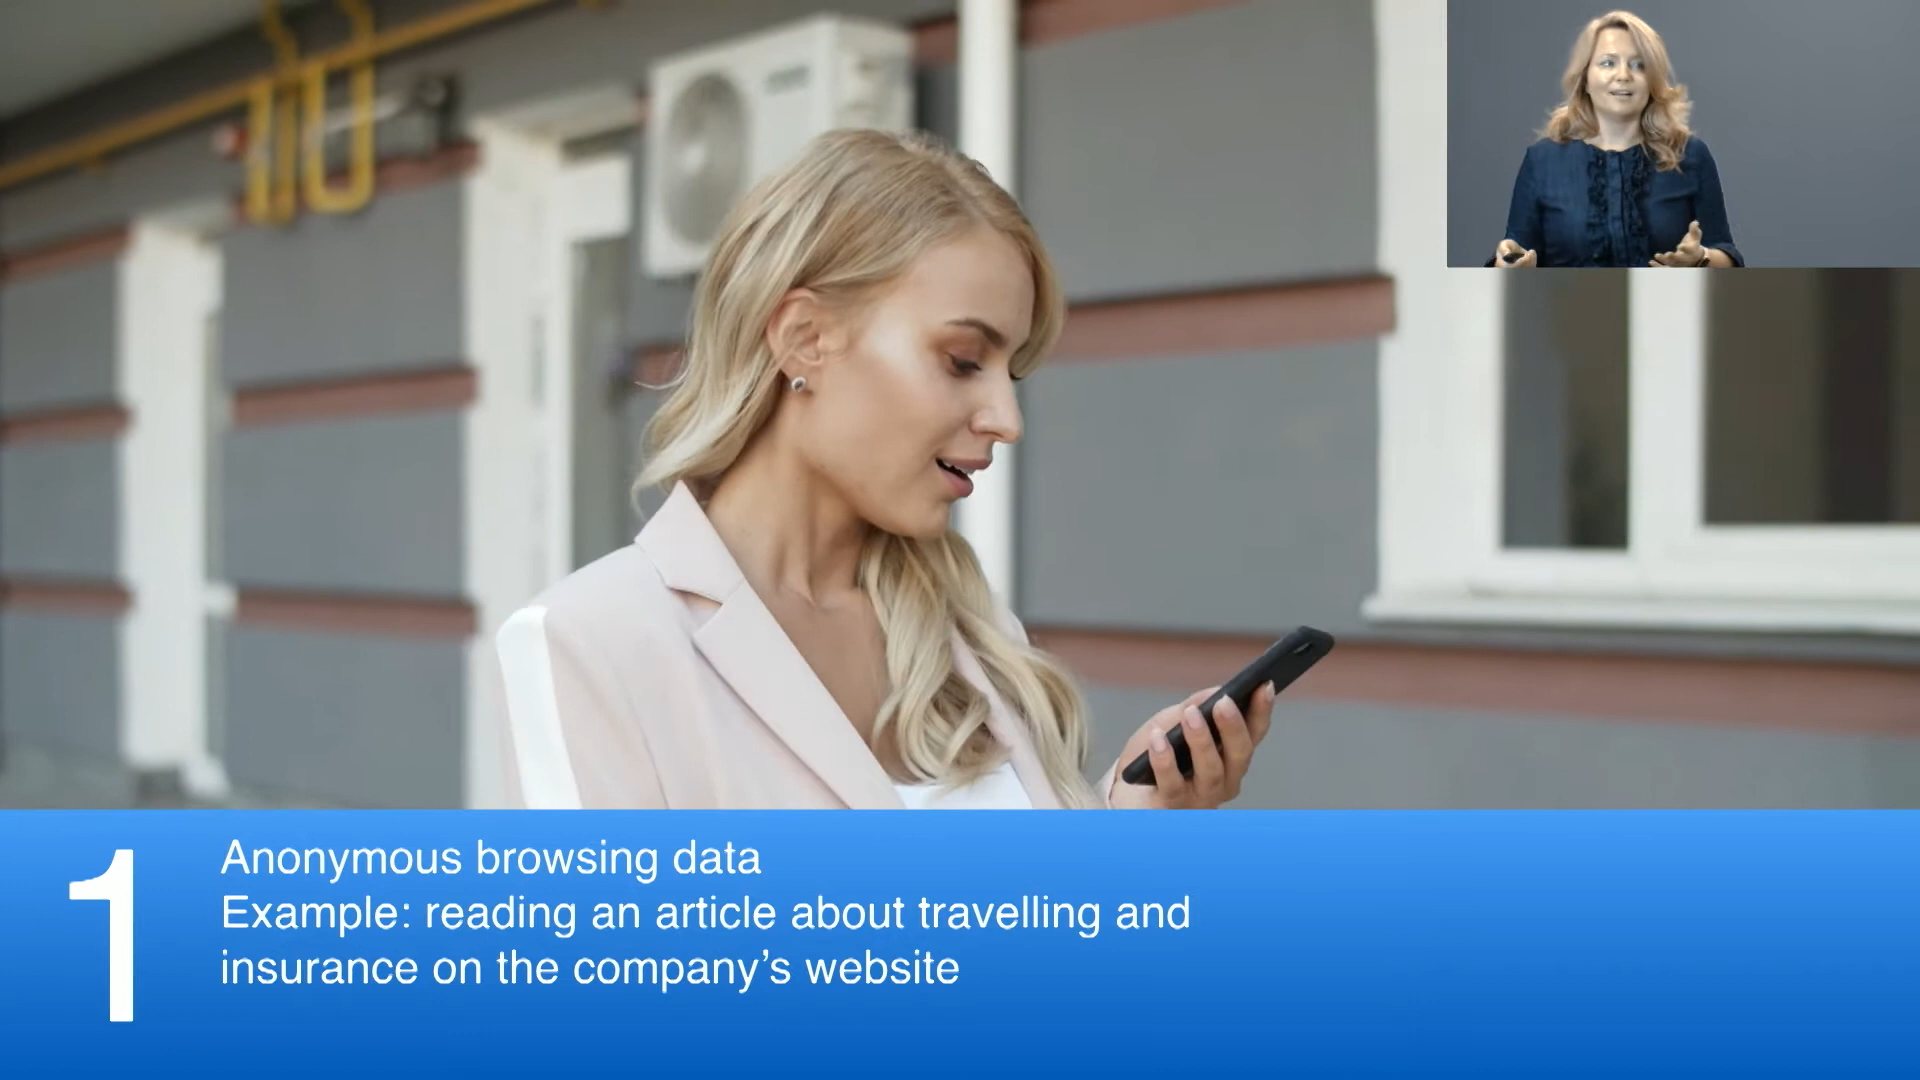 1
Anonymous browsing data
Example: reading an article about travelling and
insurance on the company’s website